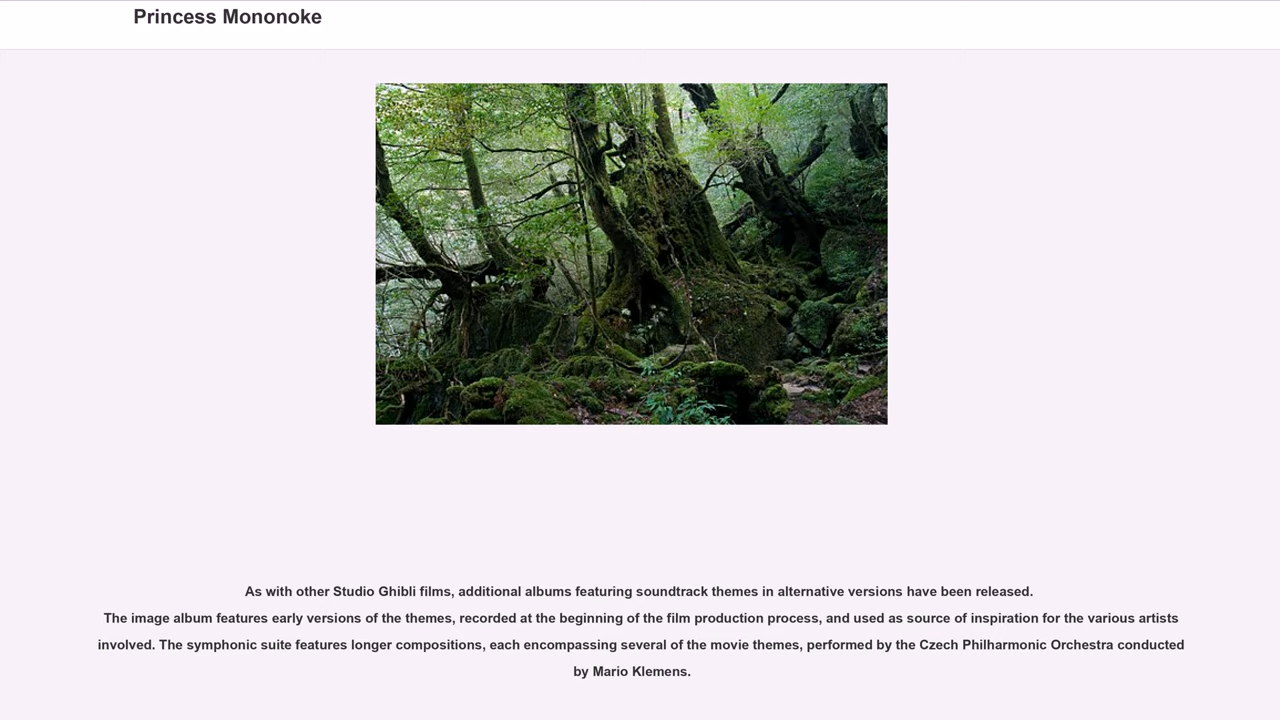 Princess Mononoke
As with other Studio Ghibli films, additional albums featuring soundtrack themes in alternative versions have been released.
The image album features early versions of the themes, recorded at the beginning of the film production process, and used as source of inspiration for the various artists
involved. The symphonic suite features longer compositions, each encompassing several of the movie themes, performed by the Czech Philharmonic Orchestra conducted
by Mario Klemens.